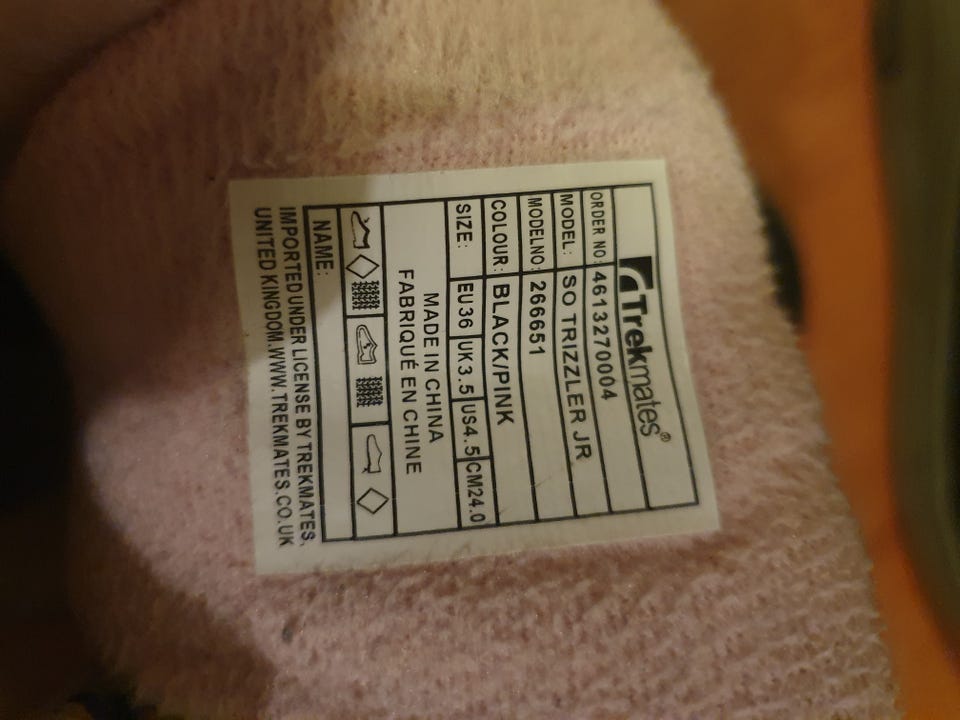 Trekmates®
ORDER NO: 4613270004
MODEL: SO TRIZZLER JR
MODELNO: 266651
COLOUR: BLACK/PINK
SIZE: EU36 UK3.5 US4.5 CM24.0
MADE IN CHINA
FABRIQUÉ EN CHINE
NAME:
IMPORTED UNDER LICENSE BY TREKMATES,
UNITED KINGDOM.WWW.TREKMATES.CO.UK